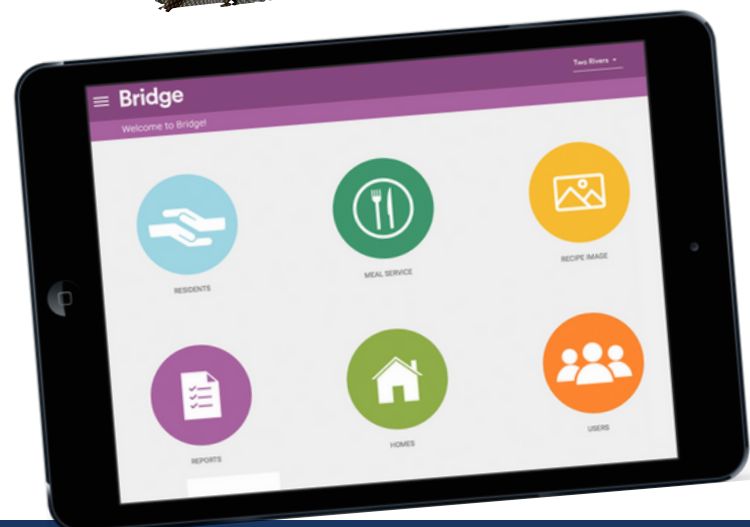 Bridge
Two Rivers
Welcome to Bridge!
RESIDENTS
MEAL SERVICE
RECIPE IMAGE
REPORTS
HOMES
USERS